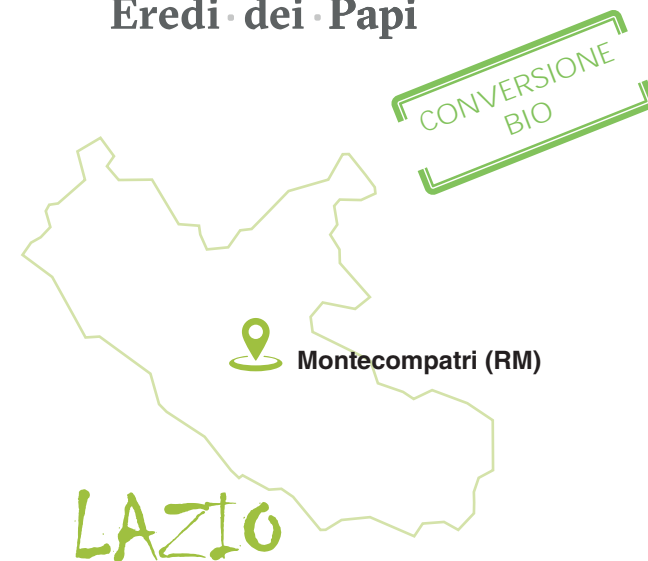 Eredi · dei · Papi
CONVERSIONE
BIO
Montecompatri (RM)
LAZIO